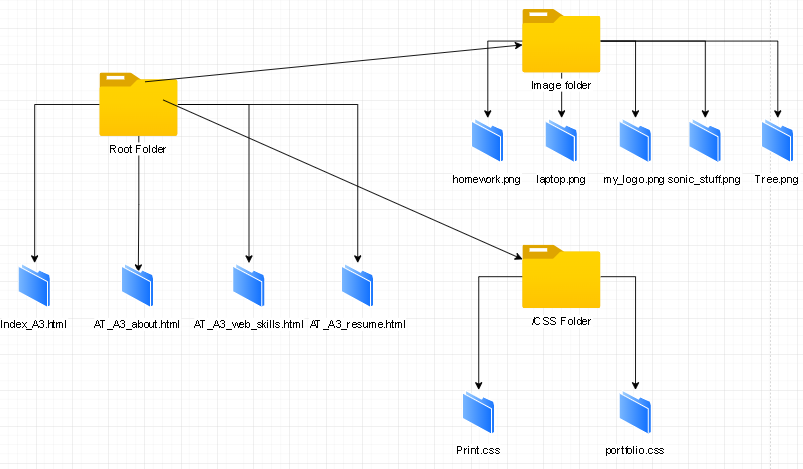 Image folder
homework.png
laptop.png
my_logo.png
sonic_stuff.png
Tree.png
Root Folder
Index_A3.html
AT_A3_about.html
AT_A3_web_skills.html
AT_A3_resume.html
/CSS Folder
Print.css
portfolio.css